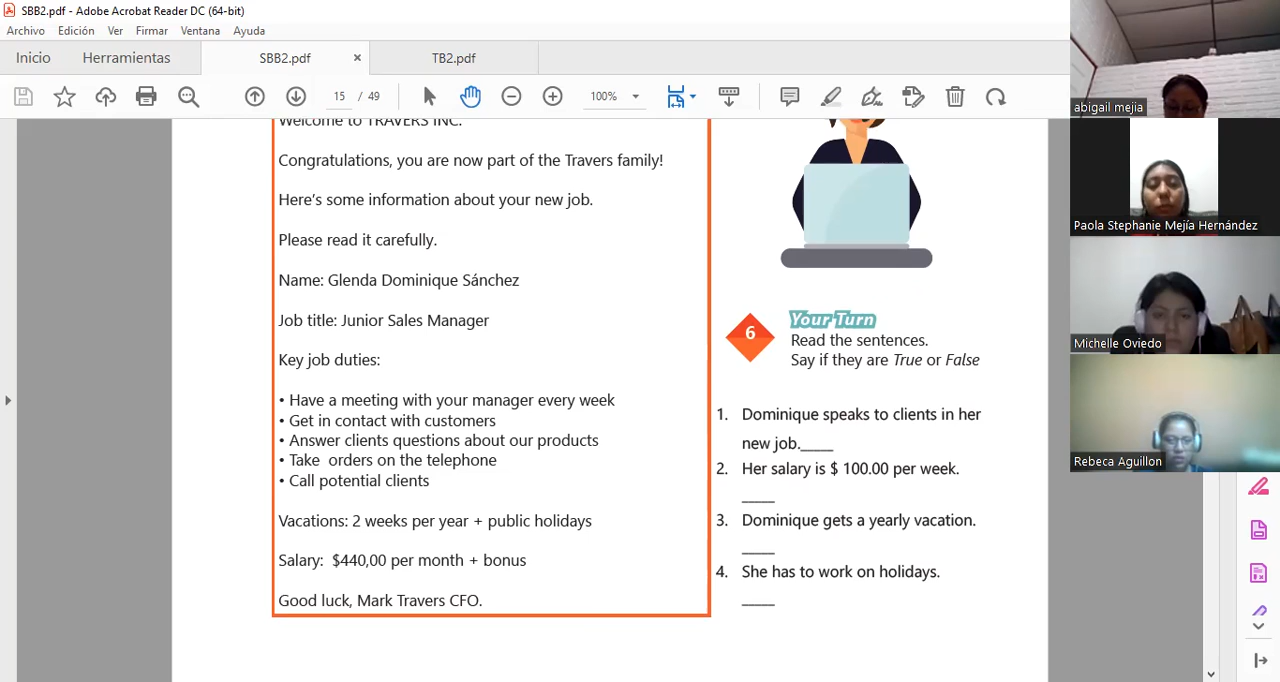 SBB2.pdf - Adobe Acrobat Reader DC (64-bit)
Archivo Edición Ver Firmar Ventana Ayuda
Inicio Herramientas SBB2.pdf × TB2.pdf
15 / 49 100%
Welcome to TRAVERS INC.
Congratulations, you are now part of the Travers family!
Here's some information about your new job.
Please read it carefully.
Name: Glenda Dominique Sánchez
Job title: Junior Sales Manager
Key job duties:
• Have a meeting with your manager every week
• Get in contact with customers
• Answer clients questions about our products
• Take orders on the telephone
• Call potential clients
Vacations: 2 weeks per year + public holidays
Salary: $440,00 per month + bonus
Good luck, Mark Travers CFO.
6 Your Turn
Read the sentences.
Say if they are True or False
1. Dominique speaks to clients in her
new job.____
2. Her salary is $ 100.00 per week.
____
3. Dominique gets a yearly vacation.
____
4. She has to work on holidays.
____
abigail mejia
Paola Stephanie Mejía Hernández
Michelle Oviedo
Rebeca Aguillon